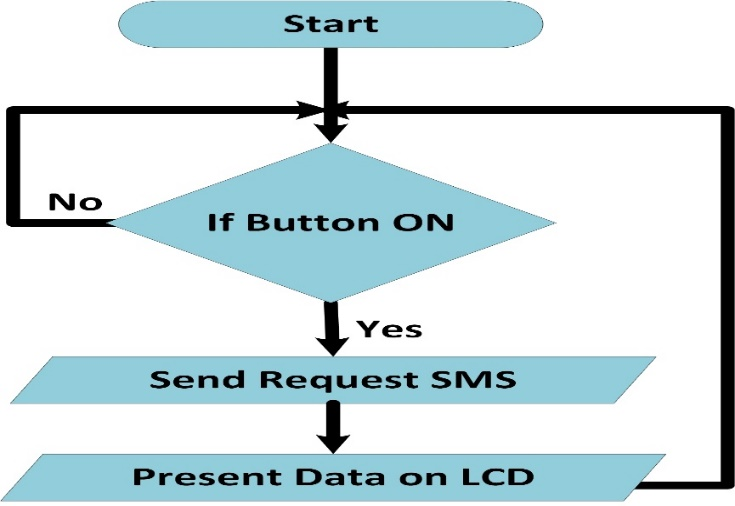 Start
No
If Button ON
Yes
Send Request SMS
Present Data on LCD